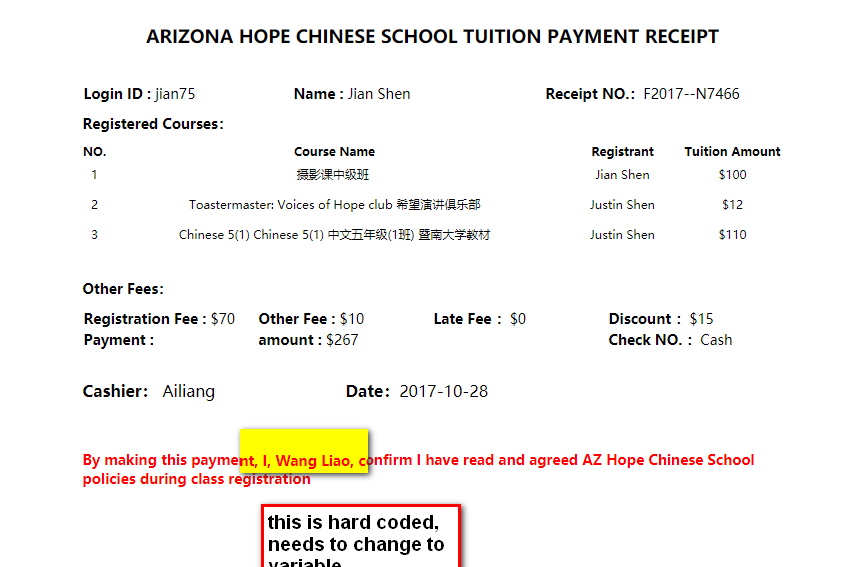 ARIZONA HOPE CHINESE SCHOOL TUITION PAYMENT RECEIPT
Login ID : jian75 Name : Jian Shen Receipt NO.: F2017--N7466
Registered Courses:
NO. Course Name Registrant Tuition Amount
1 摄影课中级班 Jian Shen $100
2 Toastermaster: Voices of Hope club 希望演讲俱乐部 Justin Shen $12
3 Chinese 5(1) Chinese 5(1) 中文五年级(1班) 暨南大学教材 Justin Shen $110
Other Fees:
Registration Fee : $70 Other Fee : $10 Late Fee : $0 Discount : $15
Payment : amount : $267 Check NO. : Cash
Cashier: Ailiang Date: 2017-10-28
By making this payment, I, Wang Liao, confirm I have read and agreed AZ Hope Chinese School
policies during class registration
this is hard coded,
needs to change to
variable